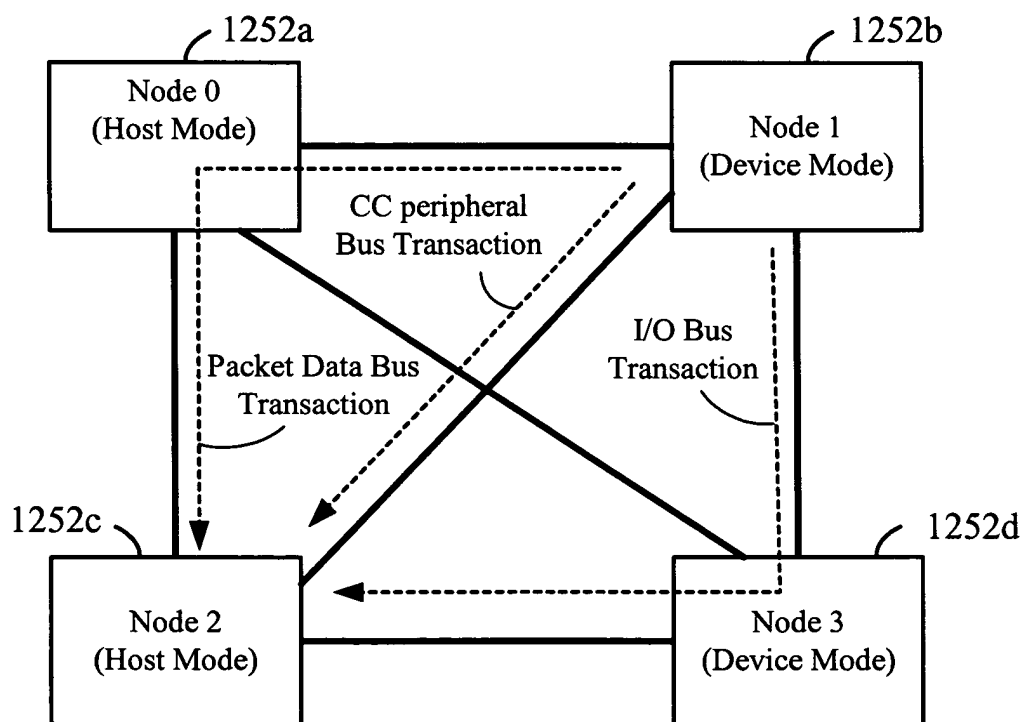 1252a
1252b
Node 0
(Host Mode)
Node 1
(Device Mode)
CC peripheral
Bus Transaction
I/O Bus
Transaction
Packet Data Bus
Transaction
1252c
1252d
Node 2
(Host Mode)
Node 3
(Device Mode)